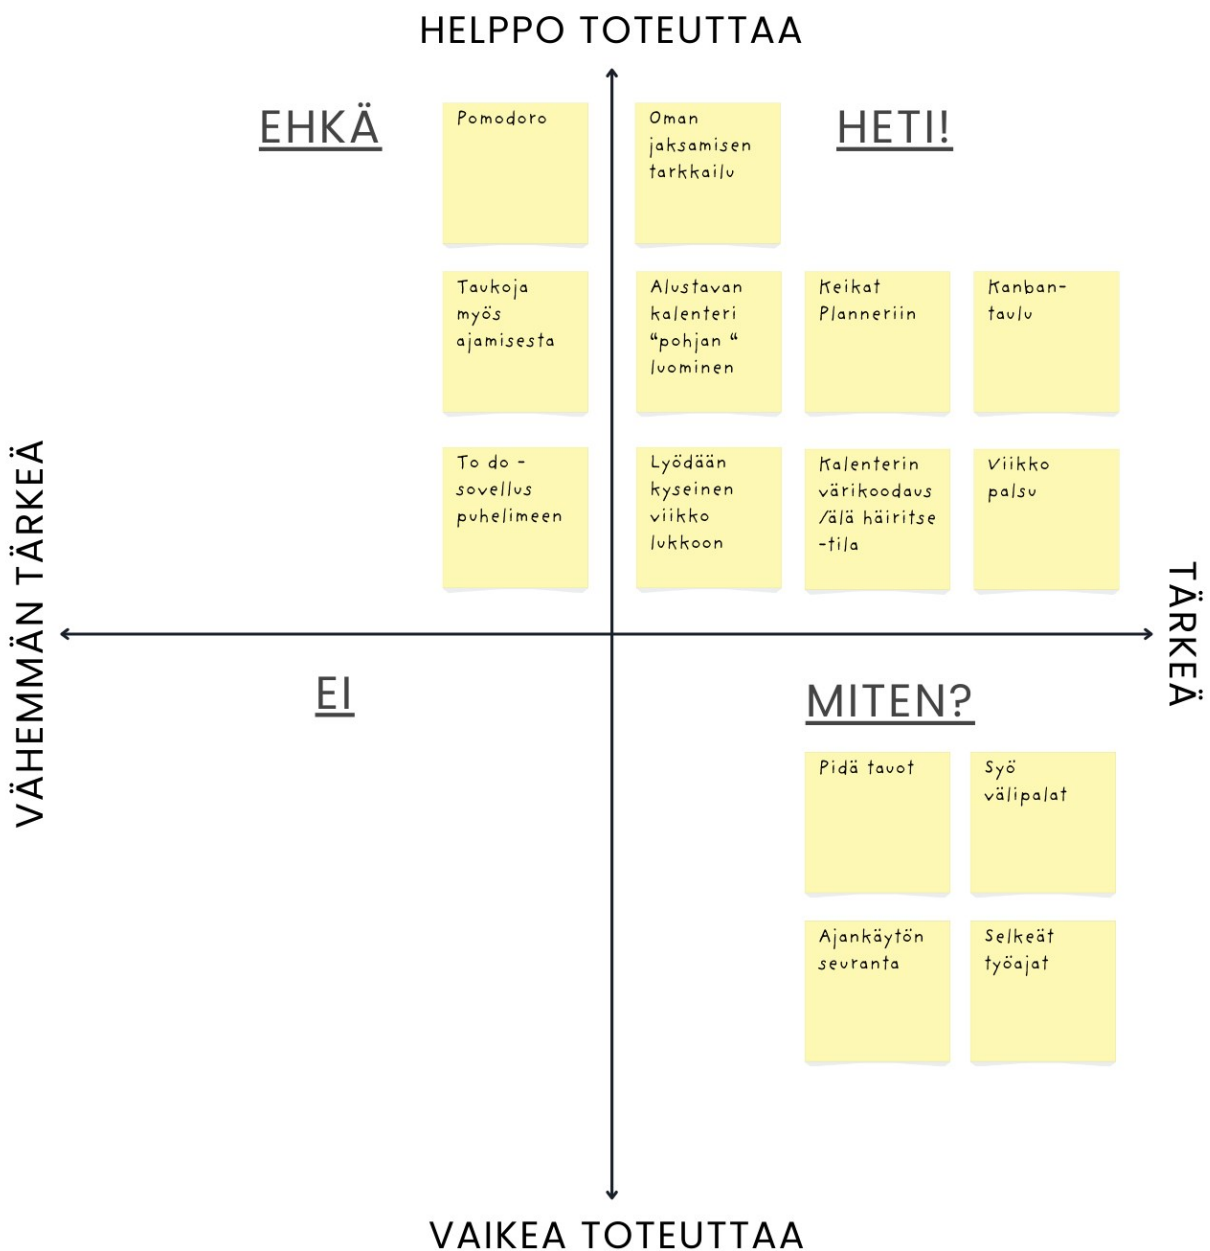 HELPPO TOTEUTTAA
EHKÄ
HETI!
Pomodoro
Oman
jaksamisen
tarkkailu
Taukoja
myös
ajamisesta
Alustavan
kalenteri
“pohjan “
luominen
Keikat
Planneriin
Kanban-
taulu
To do -
sovellus
puhelimeen
Lyödään
kyseinen
viikko
lukkoon
Kalenterin
värikoodaus
/älä häiritse
-tila
Viikko
palsu
VÄHEMMÄN TÄRKEÄ
TÄRKEÄ
EI
MITEN?
Pidä tauot
Syö
välipalat
Ajankäytön
seuranta
Selkeät
työajat
VAIKEA TOTEUTTAA